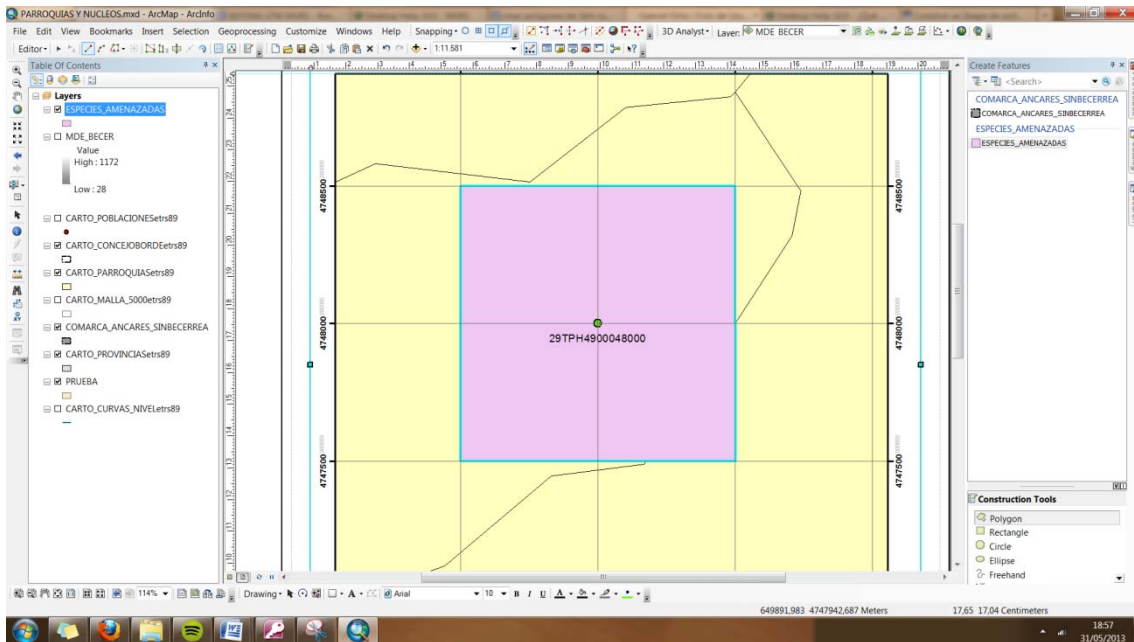 PARROQUIAS Y NUCLEOS.mxd - ArcMap - ArcInfo
File Edit View Bookmarks Insert Selection Geoprocessing Customize Windows Help Snapping 3D Analyst Layer: MDE BECER
Editor 1:11.581
Table Of Contents
Layers
ESPECIES_AMENAZADAS
MDE_BECER
Value
High : 1172
Low : 28
CARTO_POBLACIONESetrs89
CARTO_CONCEJOBORDEetrs89
CARTO_PARROQUIASetrs89
CARTO_MALLA_5000etrs89
COMARCA_ANCARES_SINBECERREA
CARTO_PROVINCIASetrs89
PRUEBA
CARTO_CURVAS_NIVELetrs89
4748500
4748500
4748000
4748000
29TPH4900048000
4747500
4747500
Create Features
<Search>
COMARCA_ANCARES_SINBECERREA
COMARCA_ANCARES_SINBECERREA
ESPECIES_AMENAZADAS
ESPECIES_AMENAZADAS
Construction Tools
Polygon
Rectangle
Circle
Ellipse
Freehand
114% Drawing A Arial 10 B I U A
649891,983 4747942,687 Meters 17,65 17,04 Centimeters
18:57
31/05/2013